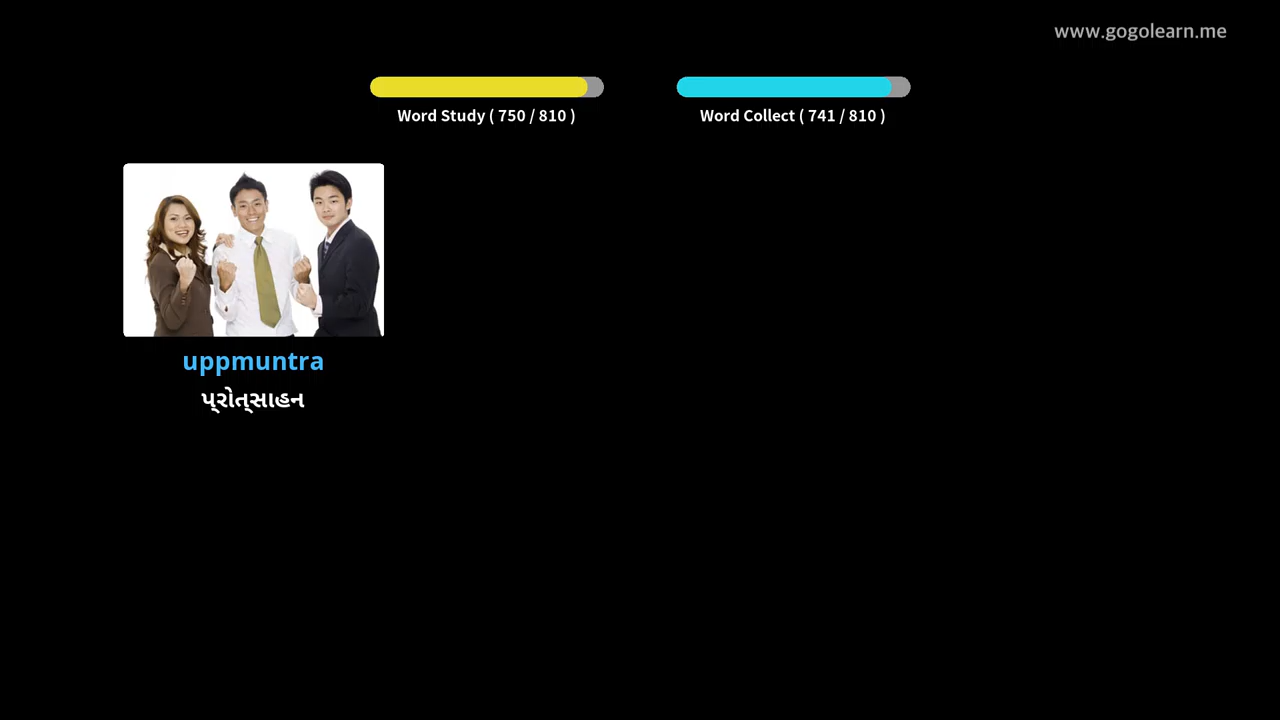 www.gogolearn.me
Word Study ( 750 / 810 )
Word Collect ( 741 / 810 )
uppmuntra
પ્રોત્સાહન